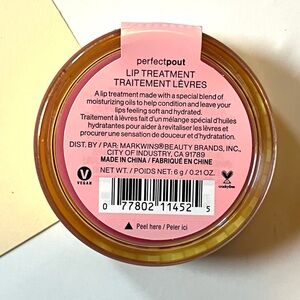 perfectpout
LIP TREATMENT
TRAITEMENT LÈVRES
A lip treatment made with a special blend of
moisturizing oils to help condition and leave your
lips feeling soft and hydrated.
Traitement à lèvres fait d'un mélange spécial d'huiles
hydratantes pour aider à revitaliser les lèvres et
procurer une sensation de douceur et d'hydratation.
DIST. BY / PAR: MARKWINS®BEAUTY BRANDS, INC.,
CITY OF INDUSTRY, CA 91789
MADE IN CHINA / FABRIQUÉ EN CHINE
V
VEGAN
crueltyfree
NET WT. / POIDS NET: 6 g / 0.21 OZ.
0 77802 11452 5
▲ Peel here / Peler ici